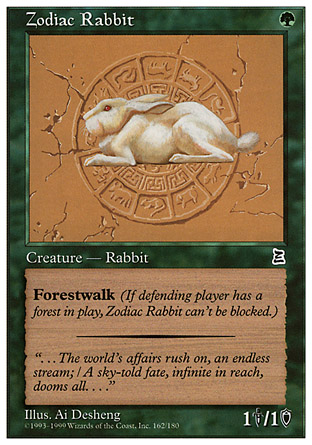 Zodiac Rabbit
Creature — Rabbit
Forestwalk (If defending player has a
forest in play, Zodiac Rabbit can't be blocked.)
“. . . The world's affairs rush on, an endless
stream; / A sky-told fate, infinite in reach,
dooms all. . . .”
Illus. Ai Desheng
©1993-1999 Wizards of the Coast, Inc. 162/180
1/1